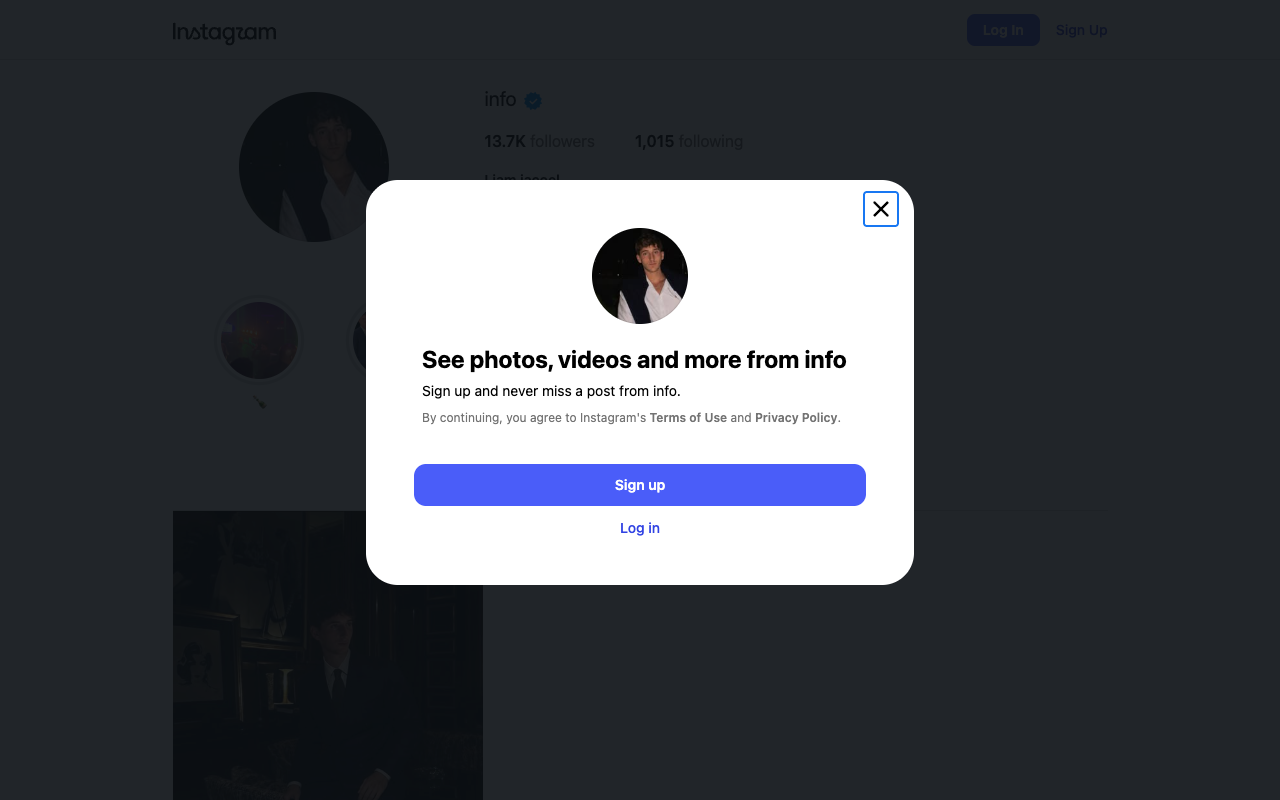 Instagram
Log In
Sign Up
info
13.7K followers
1,015 following
See photos, videos and more from info
Sign up and never miss a post from info.
By continuing, you agree to Instagram's Terms of Use and Privacy Policy.
Sign up
Log in